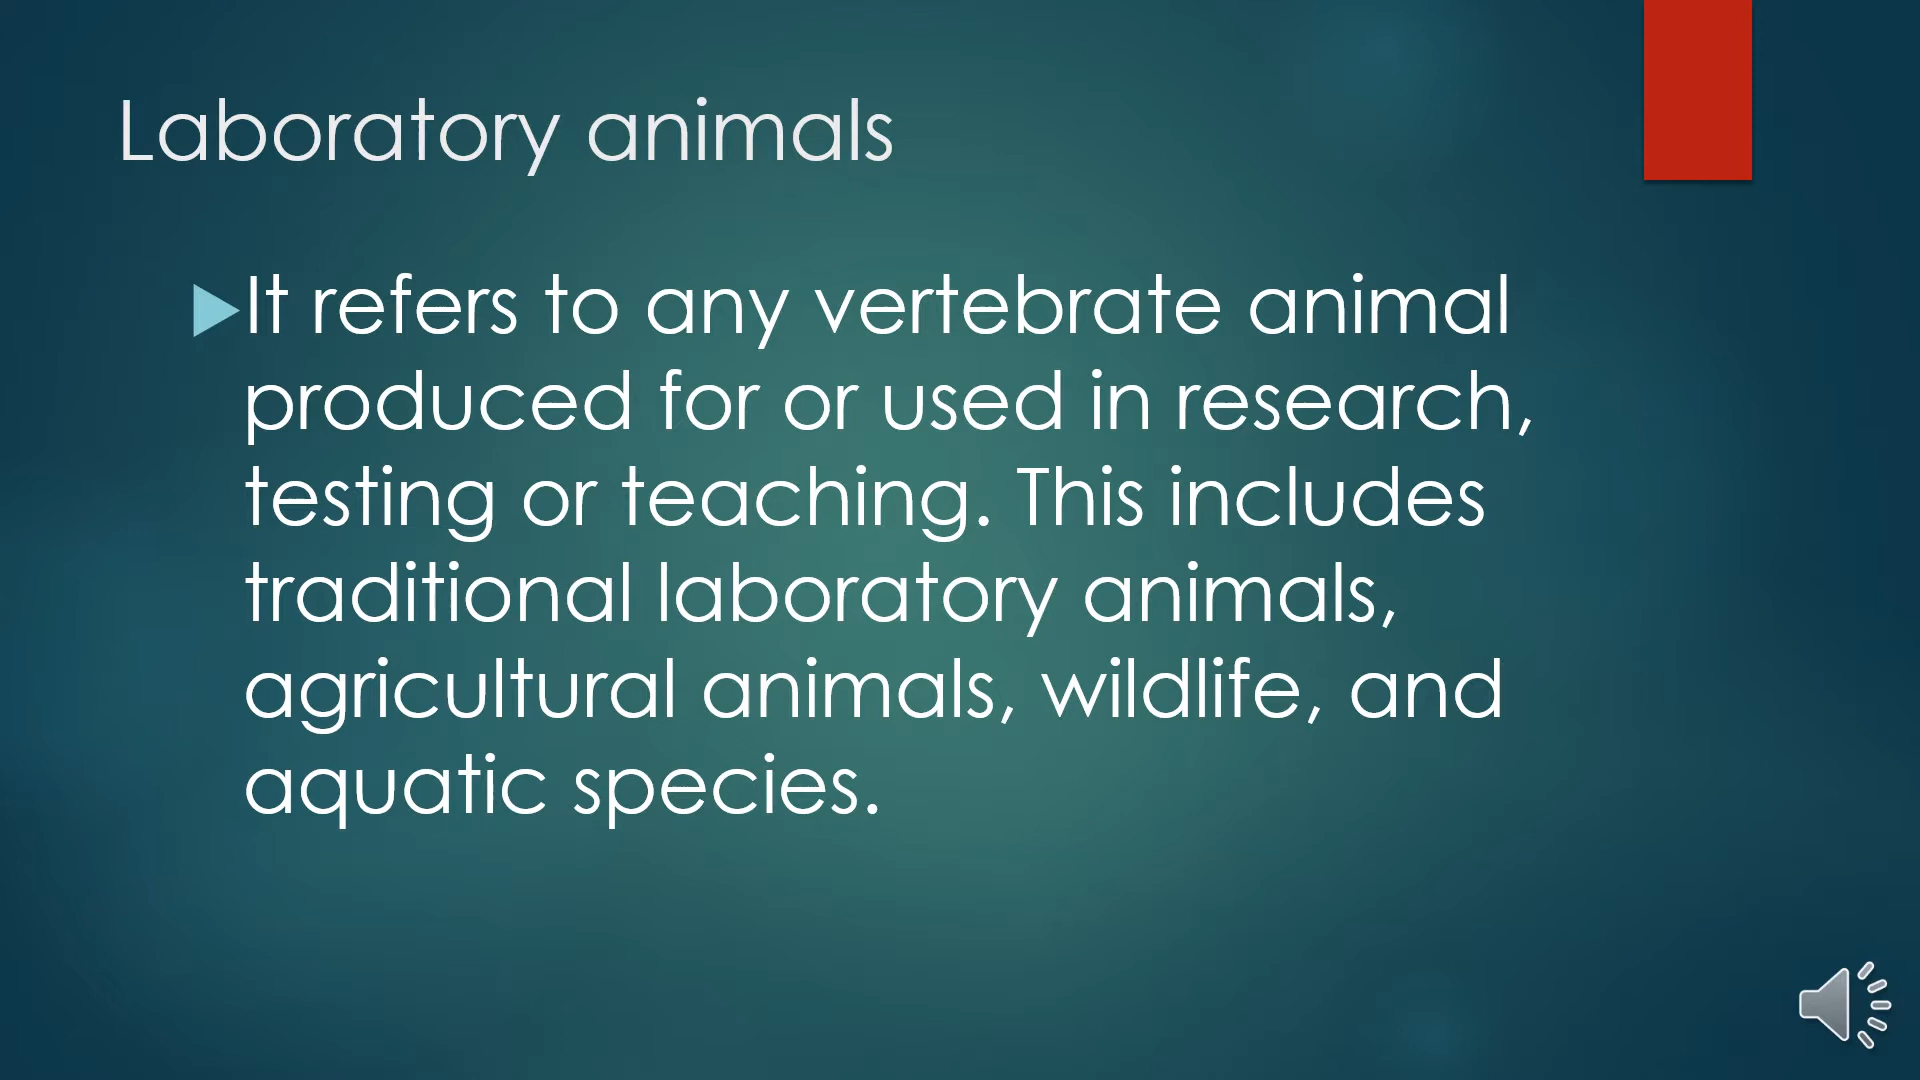 Laboratory animals
It refers to any vertebrate animal
produced for or used in research,
testing or teaching. This includes
traditional laboratory animals,
agricultural animals, wildlife, and
aquatic species.